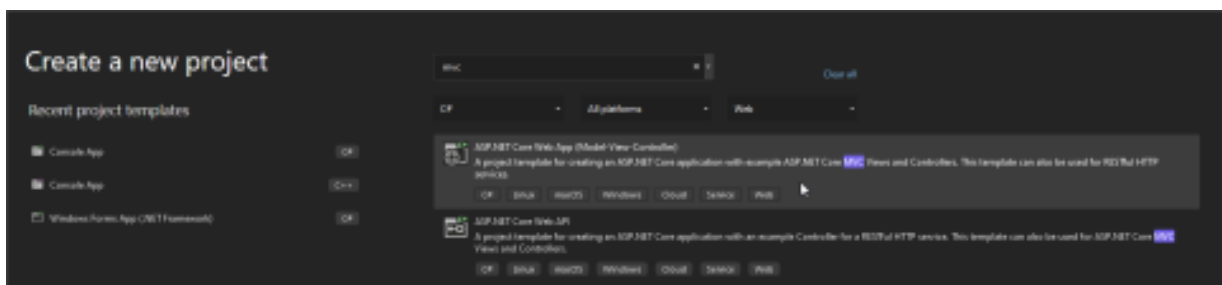 Create a new project
mvc
Clear all
Recent project templates
C#
All platforms
Web
Console App
C#
Console App
C++
Windows Forms App (.NET Framework)
C#
ASP.NET Core Web App (Model-View-Controller)
A project template for creating an ASP.NET Core application with example ASP.NET Core MVC Views and Controllers. This template can also be used for RESTful HTTP
services.
C# Linux macOS Windows Cloud Service Web
ASP.NET Core Web API
A project template for creating an ASP.NET Core application with an example Controller for a RESTful HTTP service. This template can also be used for ASP.NET Core MVC
Views and Controllers.
C# Linux macOS Windows Cloud Service Web